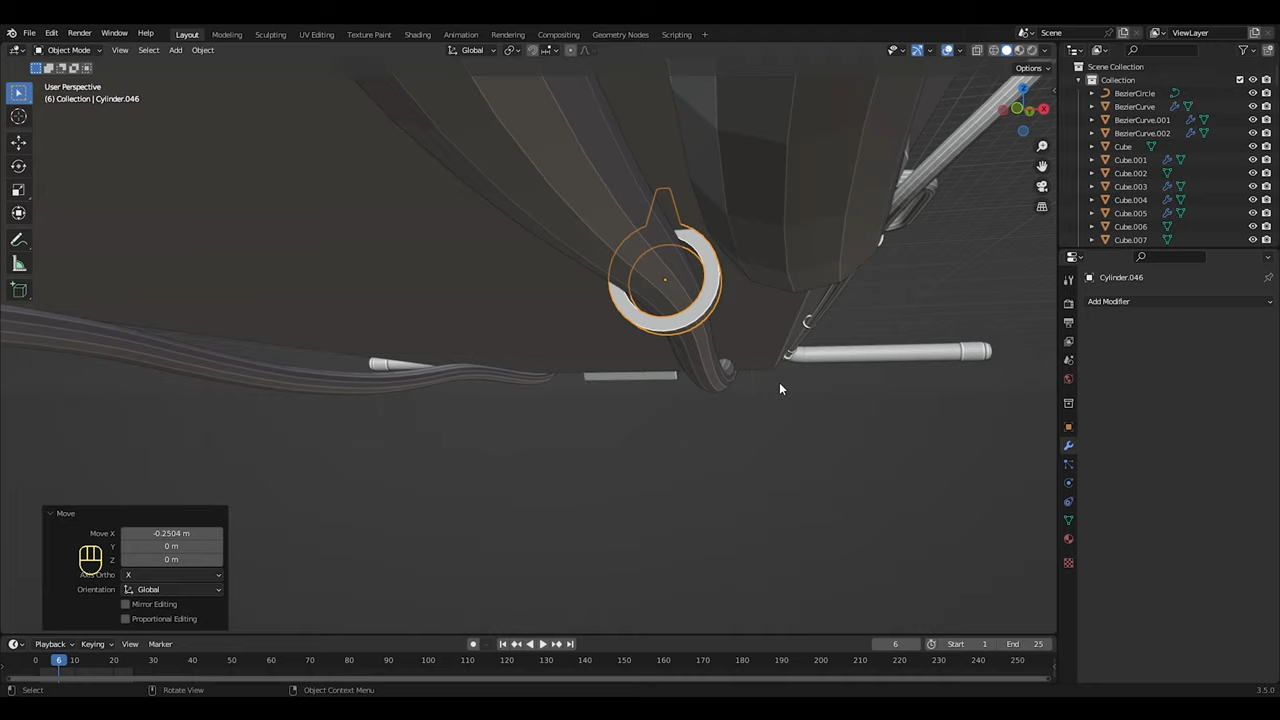 File Edit Render Window Help Layout Modeling Sculpting UV Editing Texture Paint Shading Animation Rendering Compositing Geometry Nodes Scripting + Scene ViewLayer
Object Mode View Select Add Object Global
Options
User Perspective
(6) Collection | Cylinder.046
Z
X
Y
Scene Collection
Collection
BezierCircle
BezierCurve
BezierCurve.001
BezierCurve.002
Cube
Cube.001
Cube.002
Cube.003
Cube.004
Cube.005
Cube.006
Cube.007
Cylinder.046
Add Modifier
Move
Move X -0.2504 m
Y 0 m
Z 0 m
Axis Ortho X
Orientation Global
Mirror Editing
Proportional Editing
Playback Keying View Marker 6 Start 1 End 25
0 6 10 20 30 40 50 60 70 80 90 100 110 120 130 140 150 160 170 180 190 200 210 220 230 240 250
Select Rotate View Object Context Menu 3.5.0